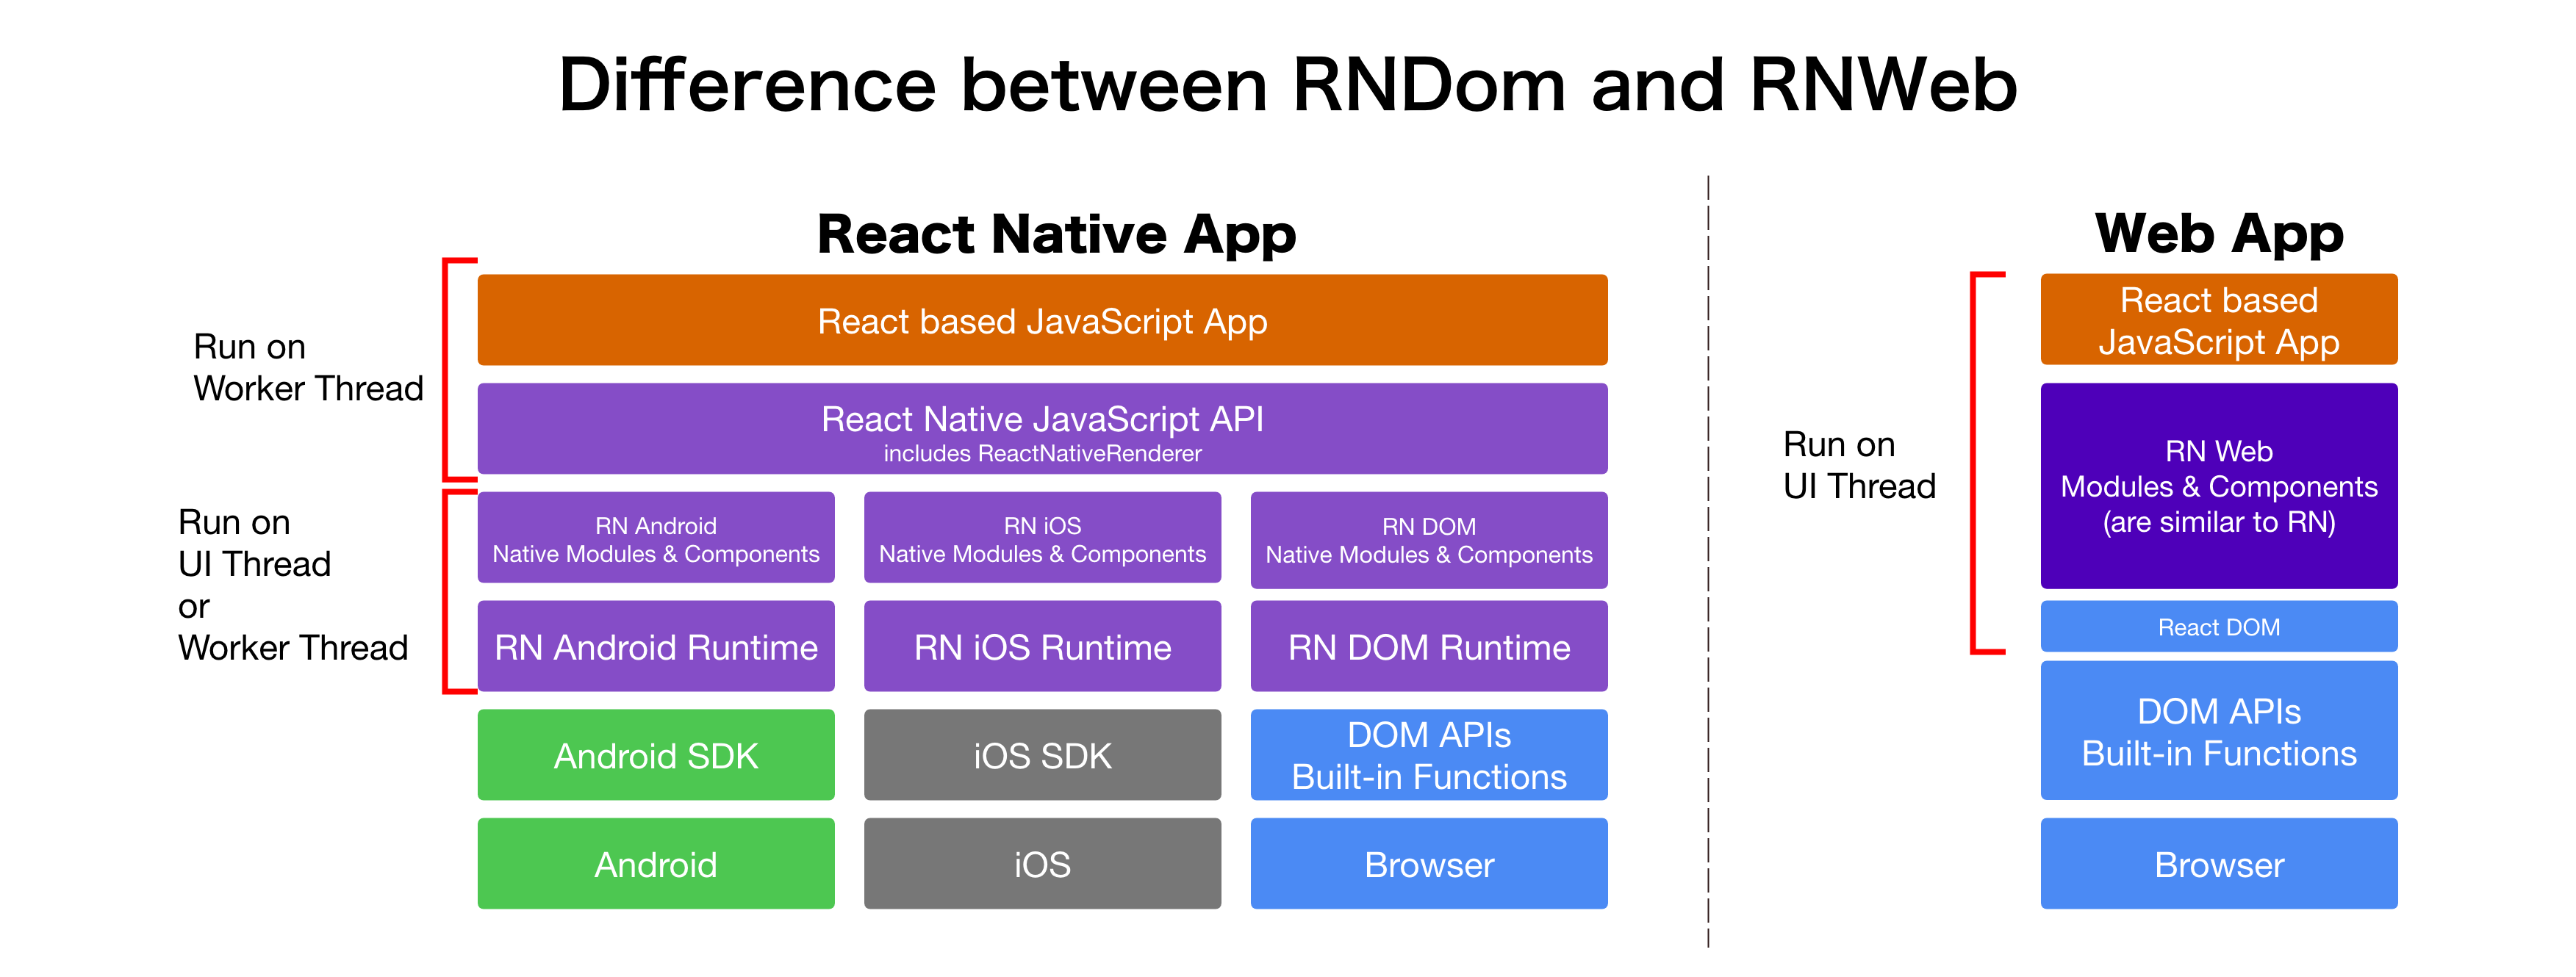 Difference between RNDom and RNWeb
React Native App
Run on
Worker Thread
React based JavaScript App
React Native JavaScript API
includes ReactNativeRenderer
Run on
UI Thread
or
Worker Thread
RN Android
Native Modules & Components
RN iOS
Native Modules & Components
RN DOM
Native Modules & Components
RN Android Runtime
RN iOS Runtime
RN DOM Runtime
Android SDK
iOS SDK
DOM APIs
Built-in Functions
Android
iOS
Browser
Web App
Run on
UI Thread
React based
JavaScript App
RN Web
Modules & Components
(are similar to RN)
React DOM
DOM APIs
Built-in Functions
Browser